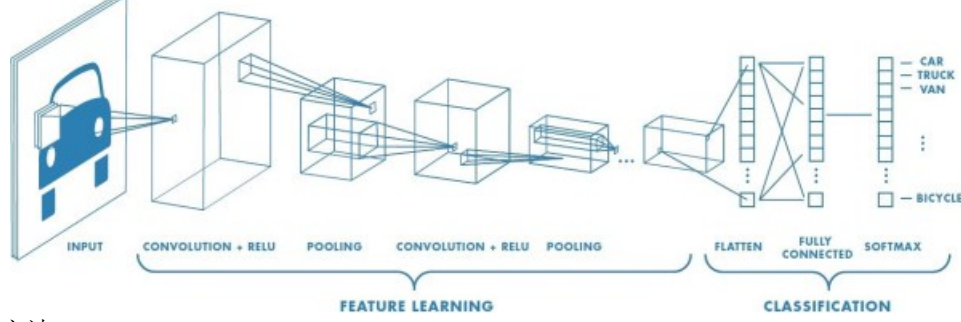 CAR
TRUCK
VAN
BICYCLE
INPUT
CONVOLUTION + RELU
POOLING
CONVOLUTION + RELU
POOLING
FLATTEN
FULLY
CONNECTED
SOFTMAX
FEATURE LEARNING
CLASSIFICATION